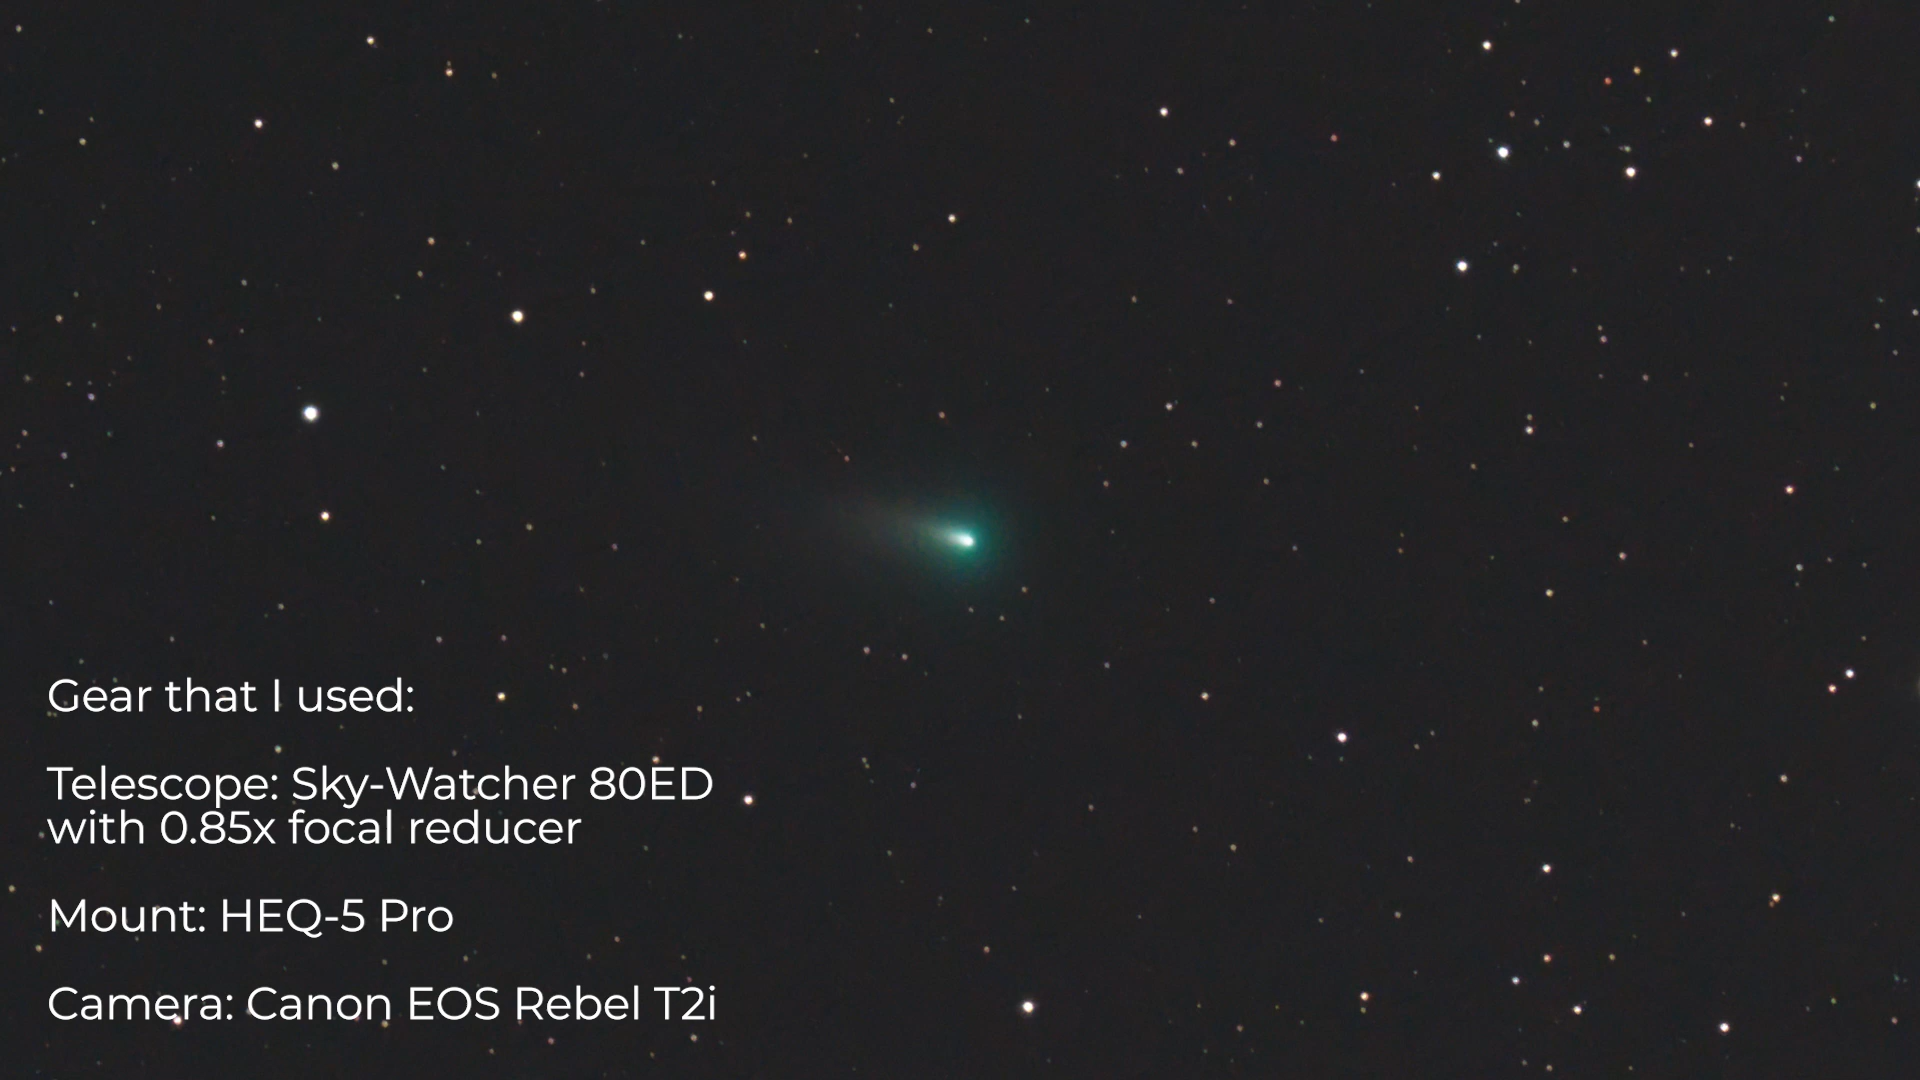 Gear that I used:
Telescope: Sky-Watcher 80ED
with 0.85x focal reducer
Mount: HEQ-5 Pro
Camera: Canon EOS Rebel T2i